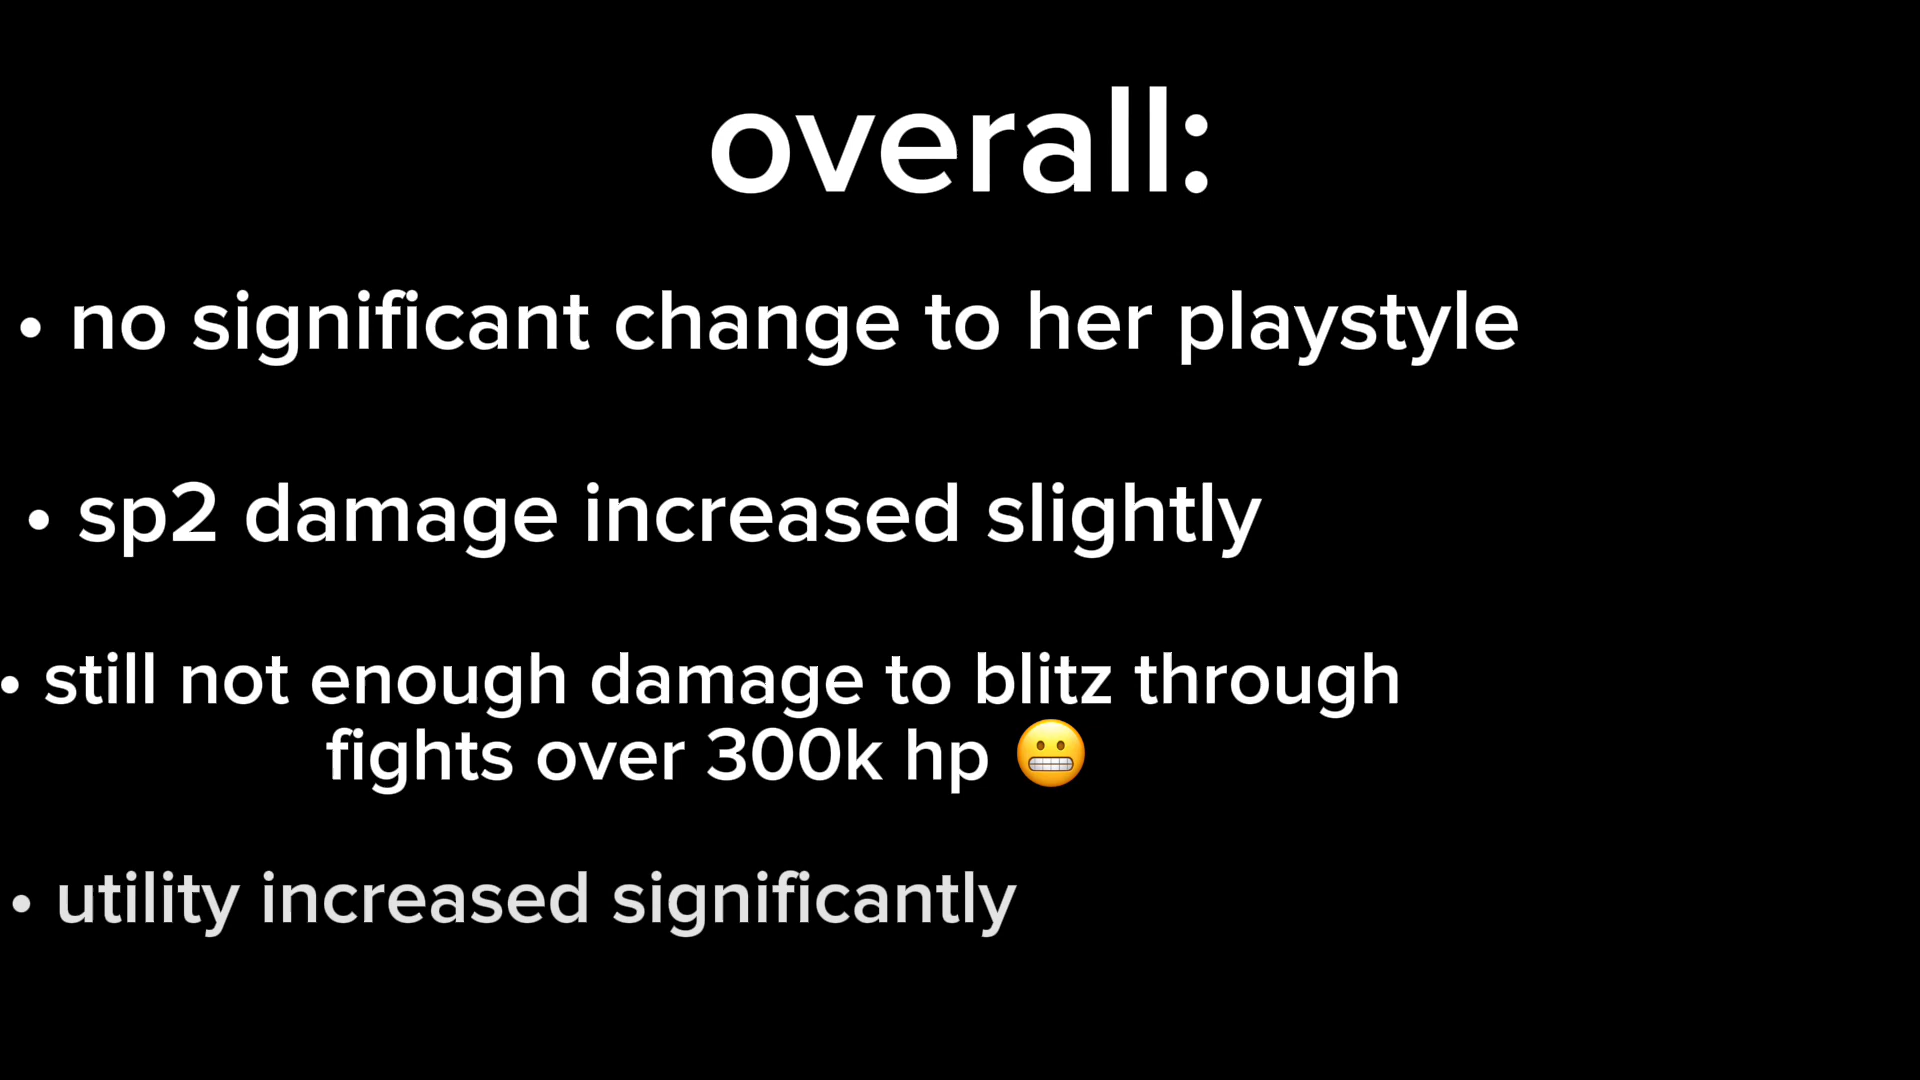 overall:
• no significant change to her playstyle
• sp2 damage increased slightly
• still not enough damage to blitz through
fights over 300k hp 😬
• utility increased significantly